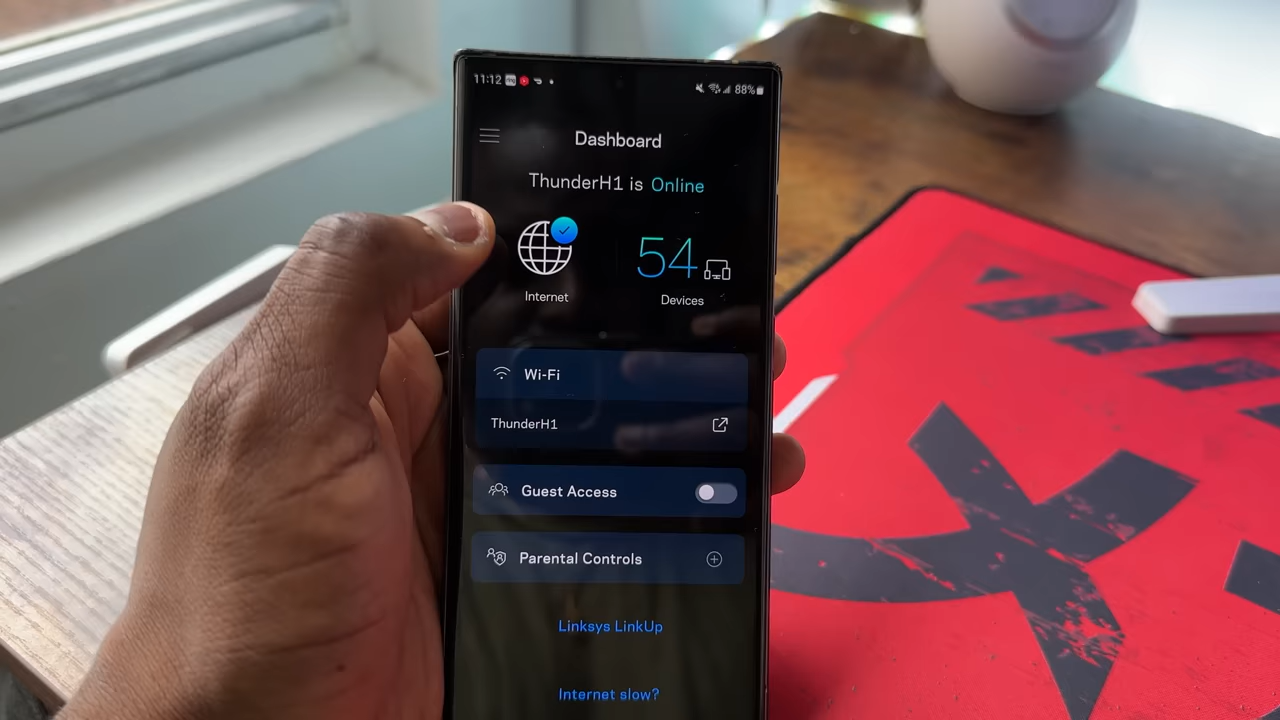 11:12
88%
Dashboard
ThunderH1 is Online
54
Internet
Devices
Wi-Fi
ThunderH1
Guest Access
Parental Controls
Linksys LinkUp
Internet slow?